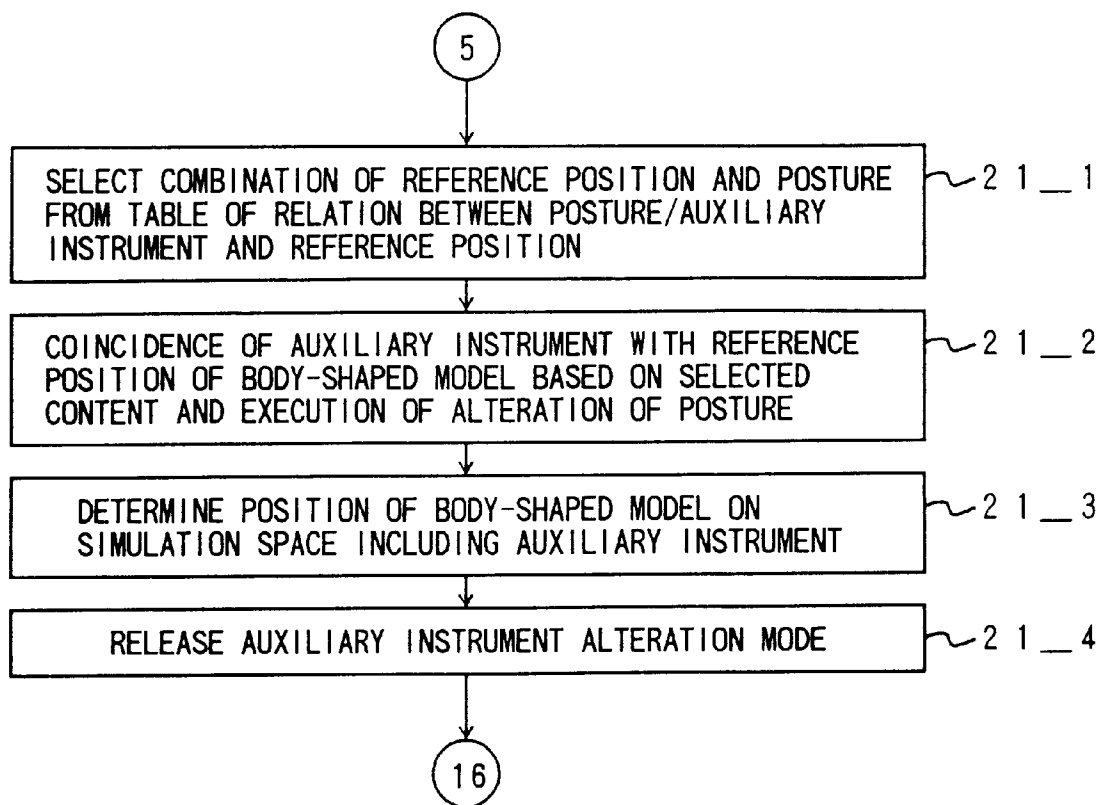 5
SELECT COMBINATION OF REFERENCE POSITION AND POSTURE
FROM TABLE OF RELATION BETWEEN POSTURE/AUXILIARY
INSTRUMENT AND REFERENCE POSITION
21_1
COINCIDENCE OF AUXILIARY INSTRUMENT WITH REFERENCE
POSITION OF BODY-SHAPED MODEL BASED ON SELECTED
CONTENT AND EXECUTION OF ALTERATION OF POSTURE
21_2
DETERMINE POSITION OF BODY-SHAPED MODEL ON
SIMULATION SPACE INCLUDING AUXILIARY INSTRUMENT
21_3
RELEASE AUXILIARY INSTRUMENT ALTERATION MODE
21_4
16